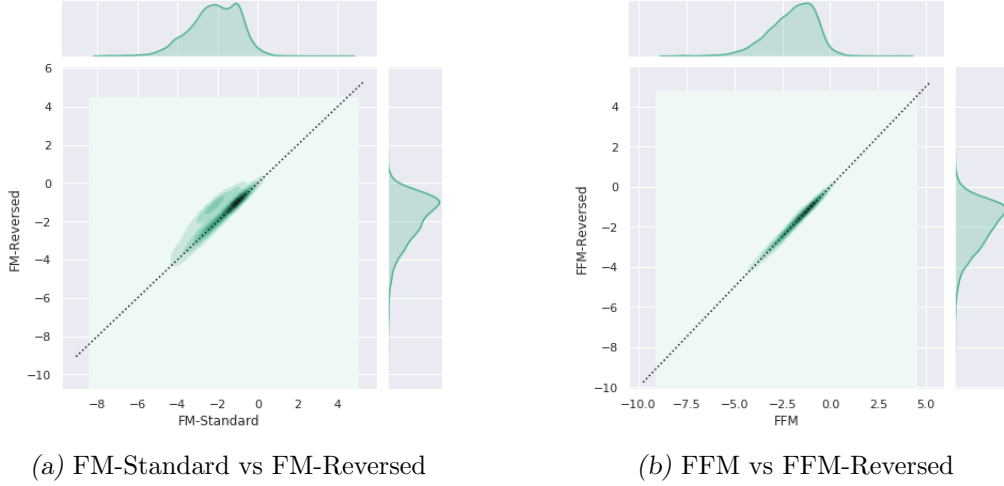 6
4
2
0
−2
−4
−6
−8
−10
FM-Reversed
−8 −6 −4 −2 0 2 4
FM-Standard
(a) FM-Standard vs FM-Reversed
4
2
0
−2
−4
−6
−8
−10
FFM-Reversed
−10.0 −7.5 −5.0 −2.5 0.0 2.5 5.0
FFM
(b) FFM vs FFM-Reversed